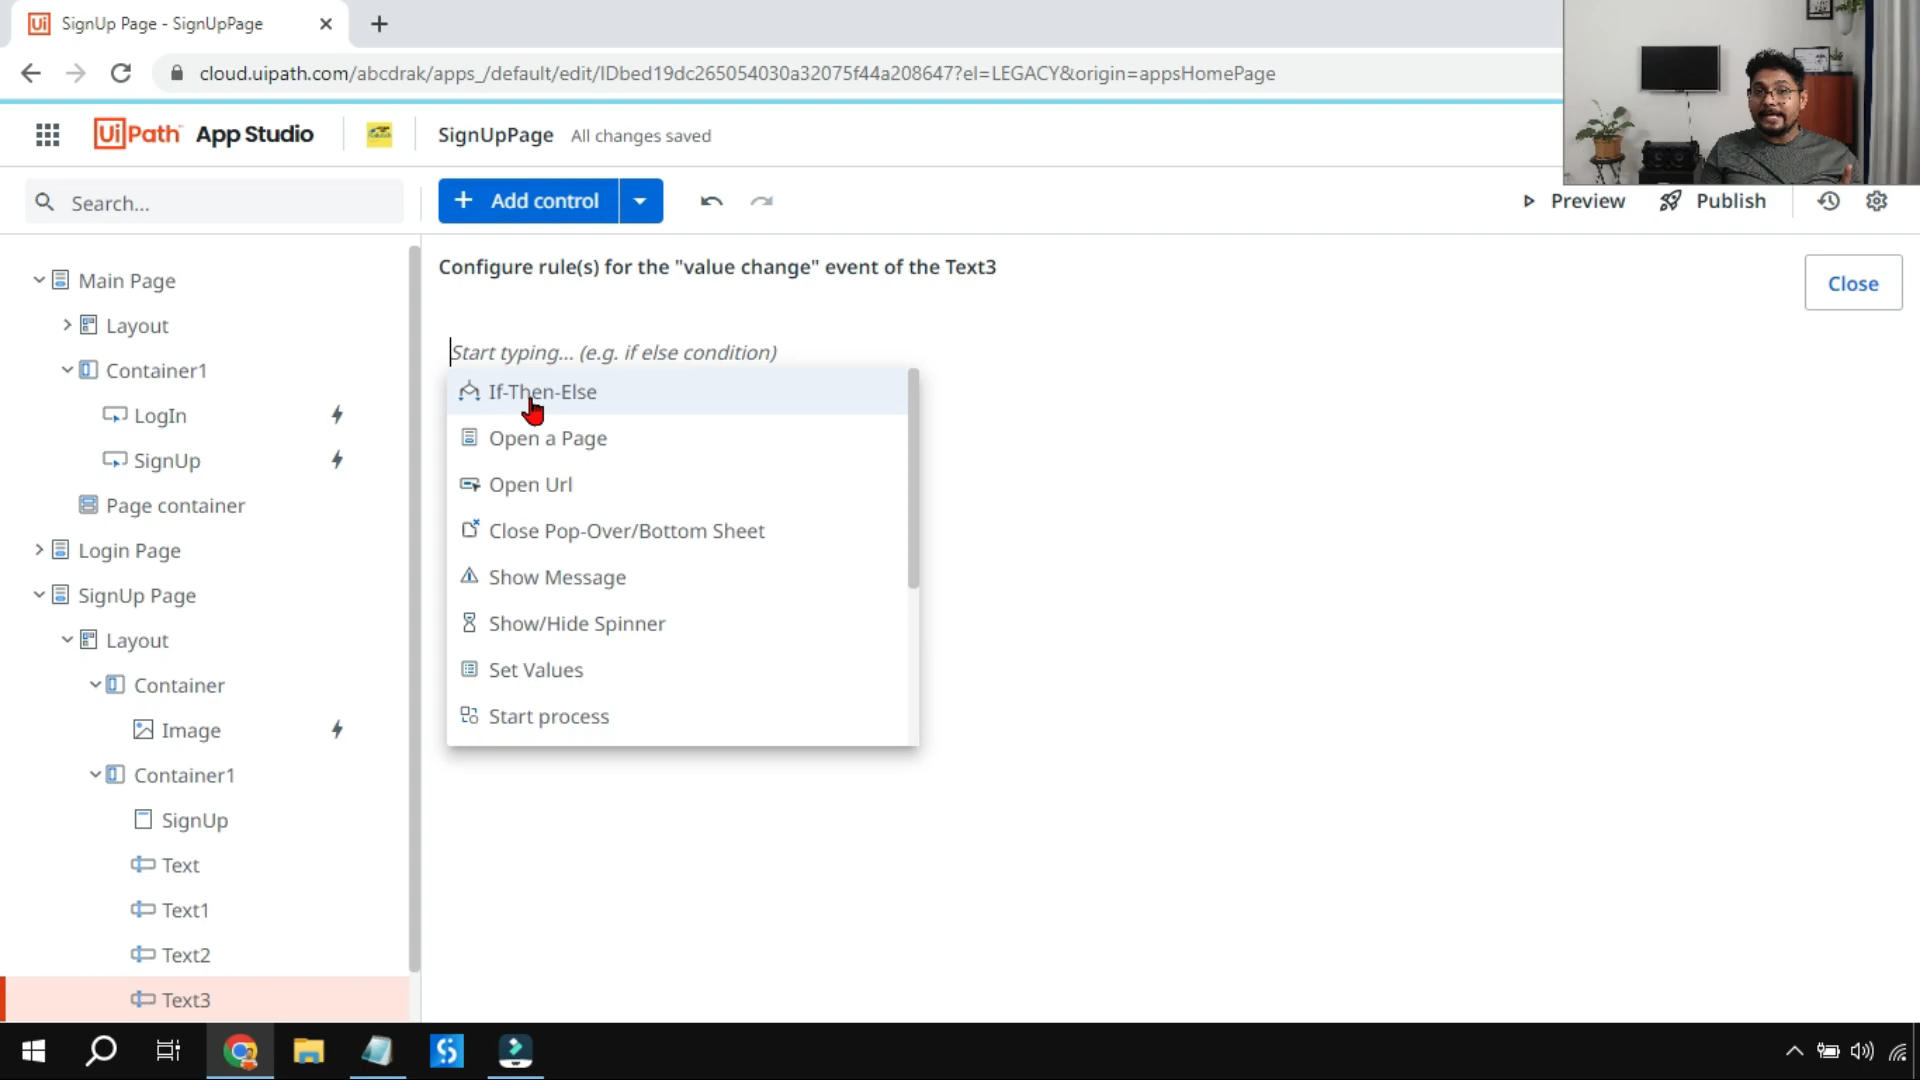 SignUp Page - SignUpPage
cloud.uipath.com/abcdrak/apps_/default/edit/IDbed19dc265054030a32075f44a208647?el=LEGACY&origin=appsHomePage
UiPath App Studio
SignUpPage All changes saved
Search...
Add control
Preview
Publish
Main Page
Layout
Container1
LogIn
SignUp
Page container
Login Page
SignUp Page
Layout
Container
Image
Container1
SignUp
Text
Text1
Text2
Text3
Configure rule(s) for the "value change" event of the Text3
Close
Start typing... (e.g. if else condition)
If-Then-Else
Open a Page
Open Url
Close Pop-Over/Bottom Sheet
Show Message
Show/Hide Spinner
Set Values
Start process